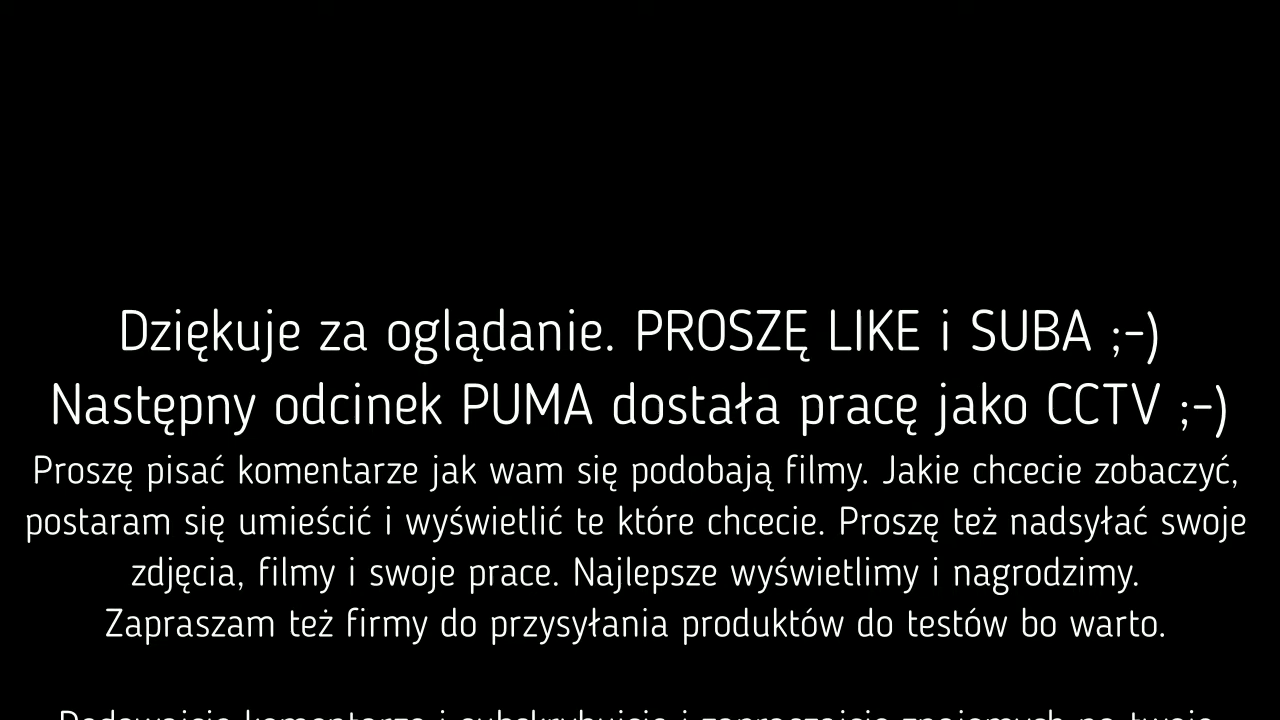 Dziękuje za oglądanie. PROSZĘ LIKE i SUBA ;-)
Następny odcinek PUMA dostała pracę jako CCTV ;-)
Proszę pisać komentarze jak wam się podobają filmy. Jakie chcecie zobaczyć,
postaram się umieścić i wyświetlić te które chcecie. Proszę też nadsyłać swoje
zdjęcia, filmy i swoje prace. Najlepsze wyświetlimy i nagrodzimy.
Zapraszam też firmy do przysyłania produktów do testów bo warto.